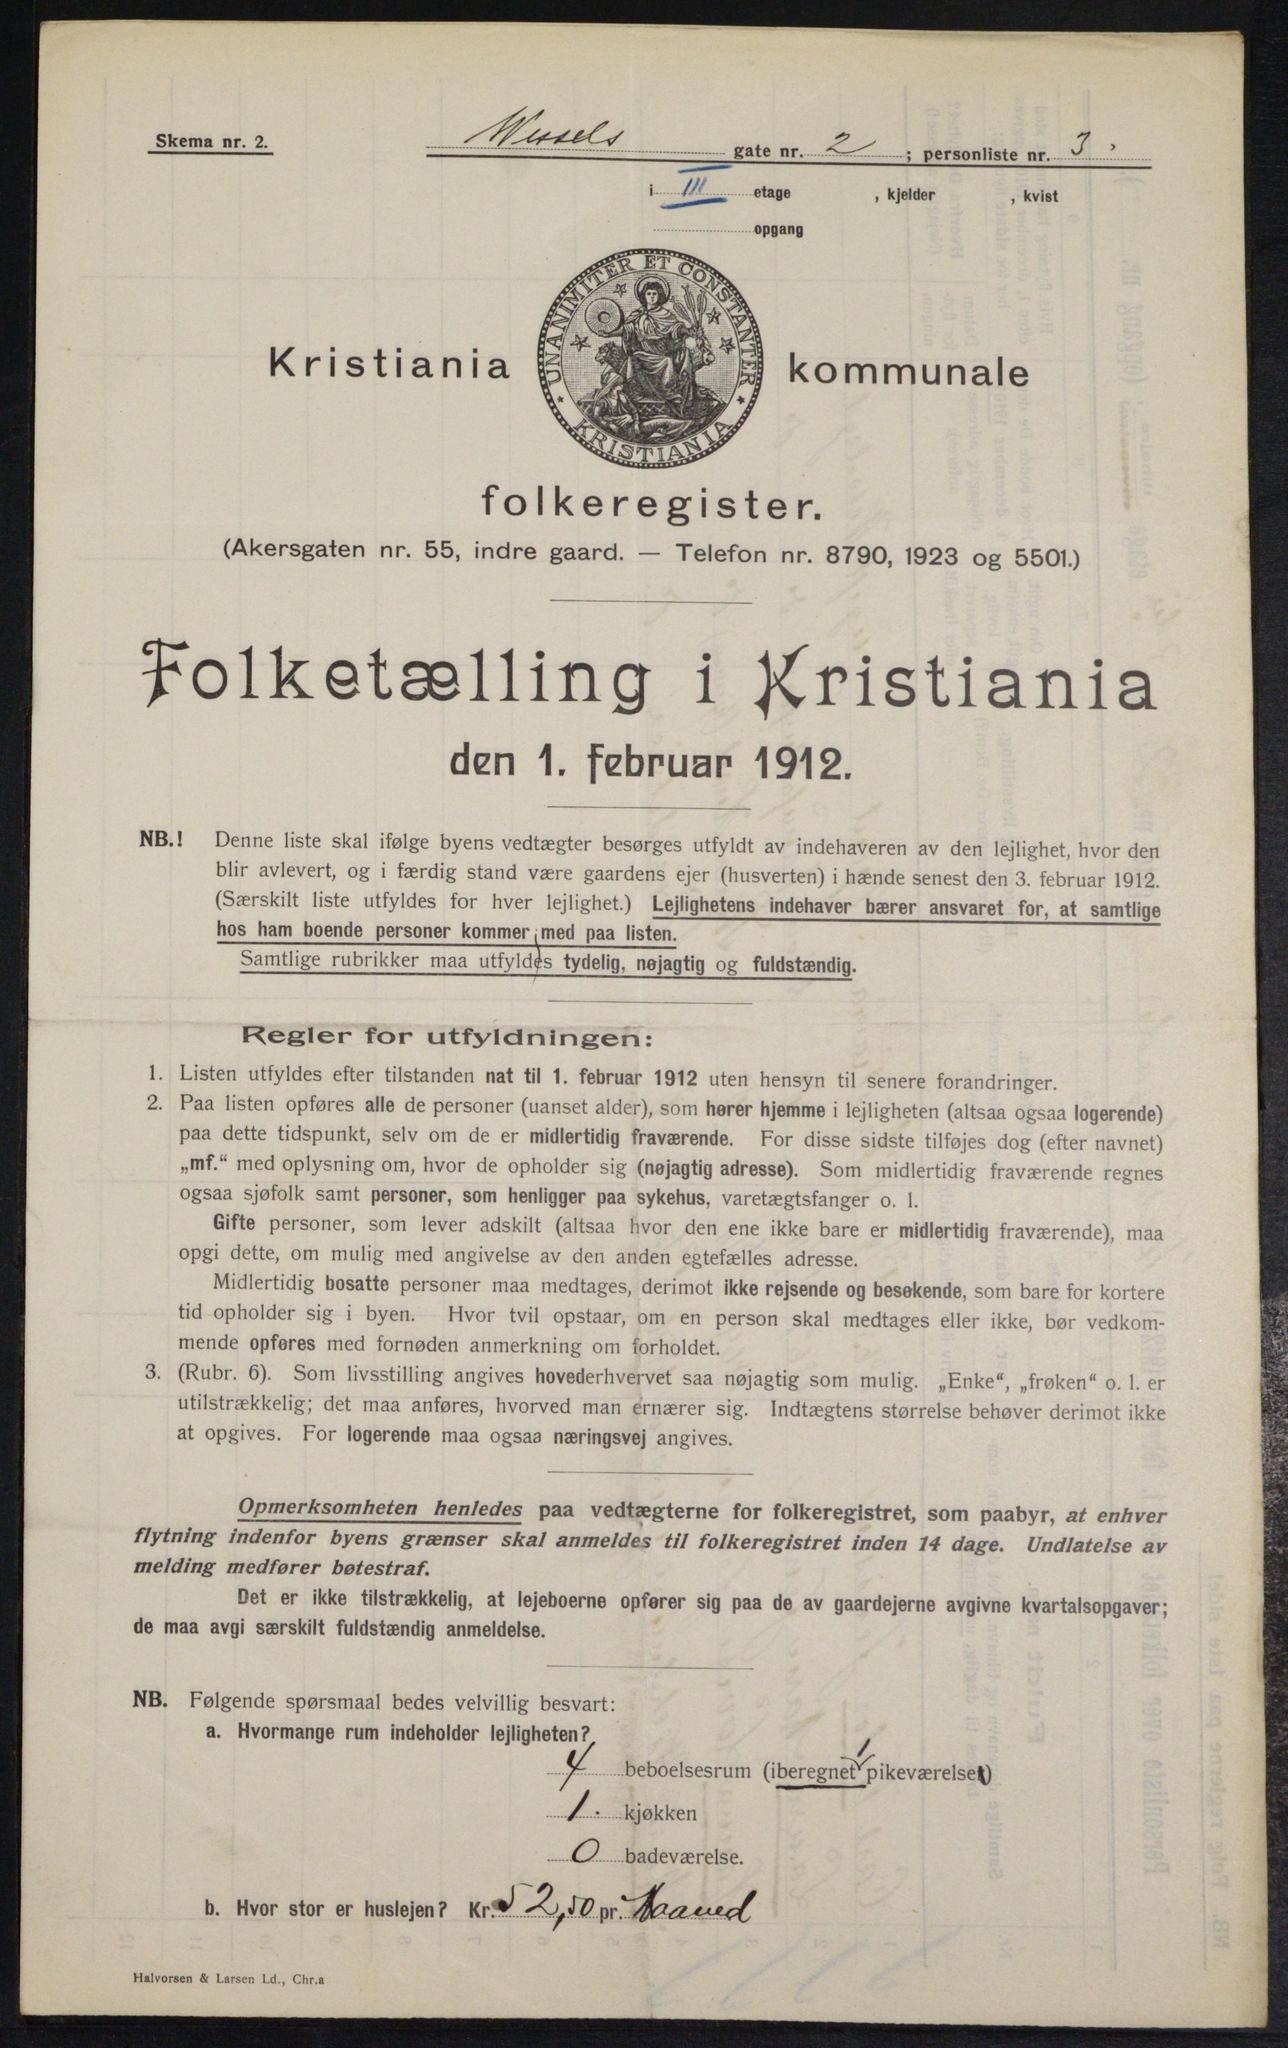 Skema nr. 2.
Wessels gate nr. 2 ; personliste nr. 3.
i III etage , kjelder , kvist
opgang
UNANIMITER ET CONSTANTER
KRISTIANIA
Kristiania kommunale
folkeregister.
(Akersgaten nr. 55, indre gaard. — Telefon nr. 8790, 1923 og 5501.)
Folketælling i Kristiania
den 1. februar 1912.
NB.! Denne liste skal ifølge byens vedtægter besørges utfyldt av indehaveren av den lejlighet, hvor den
blir avlevert, og i færdig stand være gaardens ejer (husverten) i hænde senest den 3. februar 1912.
(Særskilt liste utfyldes for hver lejlighet.) Lejlighetens indehaver bærer ansvaret for, at samtlige
hos ham boende personer kommer med paa listen.
Samtlige rubrikker maa utfyldes tydelig, nøjagtig og fuldstændig.
Regler for utfyldningen:
1. Listen utfyldes efter tilstanden nat til 1. februar 1912 uten hensyn til senere forandringer.
2. Paa listen opføres alle de personer (uanset alder), som hører hjemme i lejligheten (altsaa ogsaa logerende)
paa dette tidspunkt, selv om de er midlertidig fraværende. For disse sidste tilføjes dog (efter navnet)
„mf.“ med oplysning om, hvor de opholder sig (nøjagtig adresse). Som midlertidig fraværende regnes
ogsaa sjøfolk samt personer, som henligger paa sykehus, varetægtsfanger o. l.
Gifte personer, som lever adskilt (altsaa hvor den ene ikke bare er midlertidig fraværende), maa
opgi dette, om mulig med angivelse av den anden egtefælles adresse.
Midlertidig bosatte personer maa medtages, derimot ikke rejsende og besøkende, som bare for kortere
tid opholder sig i byen. Hvor tvil opstaar, om en person skal medtages eller ikke, bør vedkom-
mende opføres med fornøden anmerkning om forholdet.
3. (Rubr. 6). Som livsstilling angives hovederhvervet saa nøjagtig som mulig. „Enke“, „frøken“ o. l. er
utilstrækkelig; det maa anføres, hvorved man ernærer sig. Indtægtens størrelse behøver derimot ikke
at opgives. For logerende maa ogsaa næringsvej angives.
Opmerksomheten henledes paa vedtægterne for folkeregistret, som paabyr, at enhver
flytning indenfor byens grænser skal anmeldes til folkeregistret inden 14 dage. Undlatelse av
melding medfører bøtestraf.
Det er ikke tilstrækkelig, at lejeboerne opfører sig paa de av gaardejerne avgivne kvartalsopgaver;
de maa avgi særskilt fuldstændig anmeldelse.
NB. Følgende spørsmaal bedes velvillig besvart:
a. Hvormange rum indeholder lejligheten?
4 beboelsesrum (iberegnet 1 pikeværelse)
1. kjøkken
0 badeværelse.
b. Hvor stor er huslejen? Kr. 52,50 pr. Maaned
Halvorsen & Larsen Ld., Chr.a